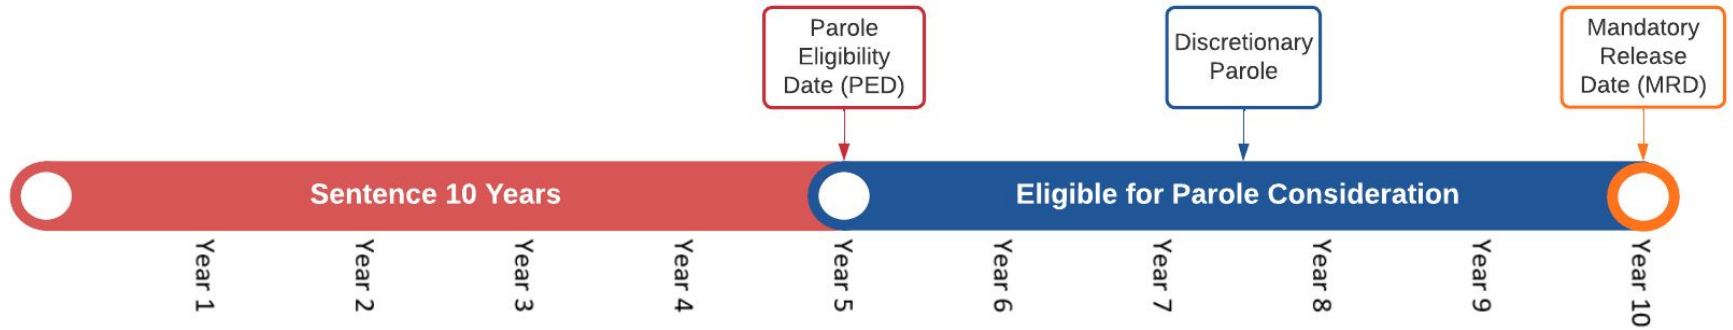 Parole
Eligibility
Date (PED)
Discretionary
Parole
Mandatory
Release
Date (MRD)
Sentence 10 Years
Eligible for Parole Consideration
Year 1
Year 2
Year 3
Year 4
Year 5
Year 6
Year 7
Year 8
Year 9
Year 10